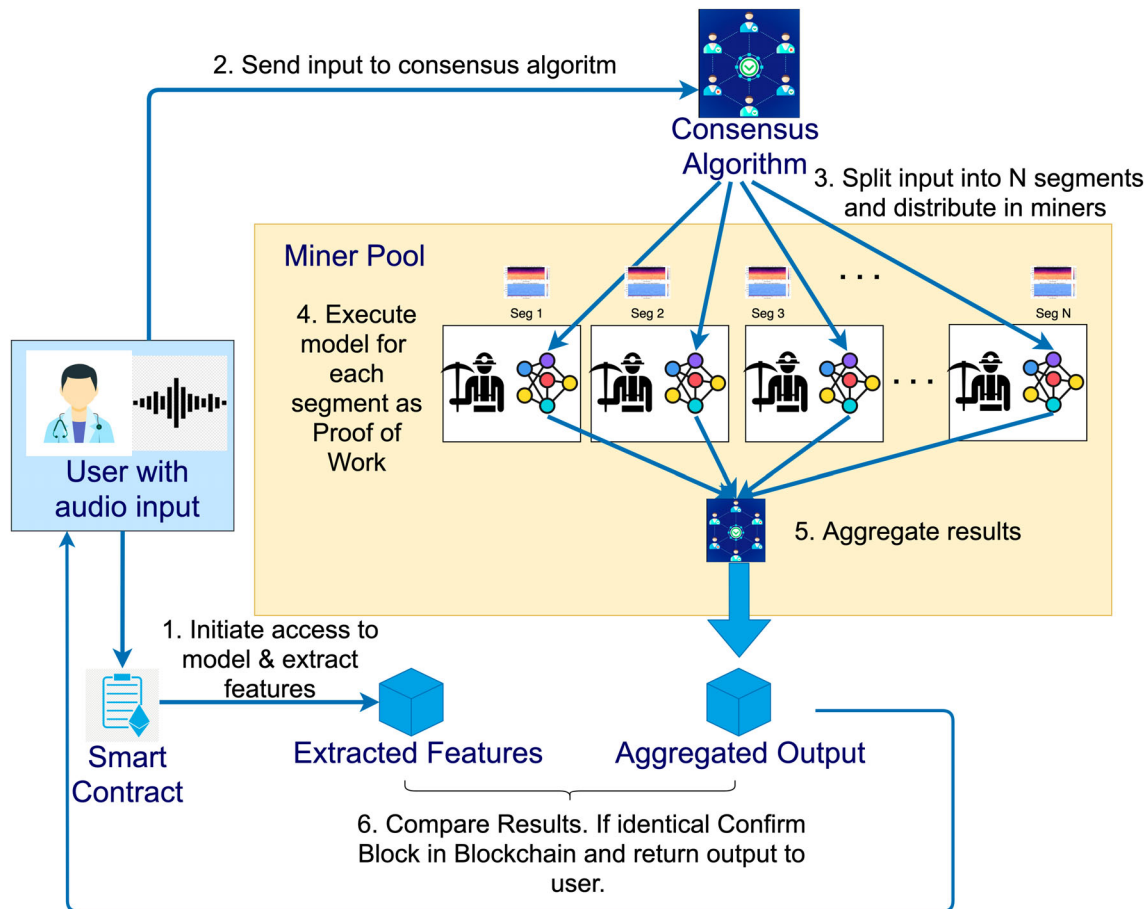 2. Send input to consensus algoritm
Consensus
Algorithm
3. Split input into N segments
and distribute in miners
Miner Pool
Seg 1
Seg 2
Seg 3
. . .
Seg N
4. Execute
model for
each
segment as
Proof of
Work
. . .
User with
audio input
5. Aggregate results
1. Initiate access to
model & extract
features
Smart
Contract
Extracted Features
Aggregated Output
6. Compare Results. If identical Confirm
Block in Blockchain and return output to
user.